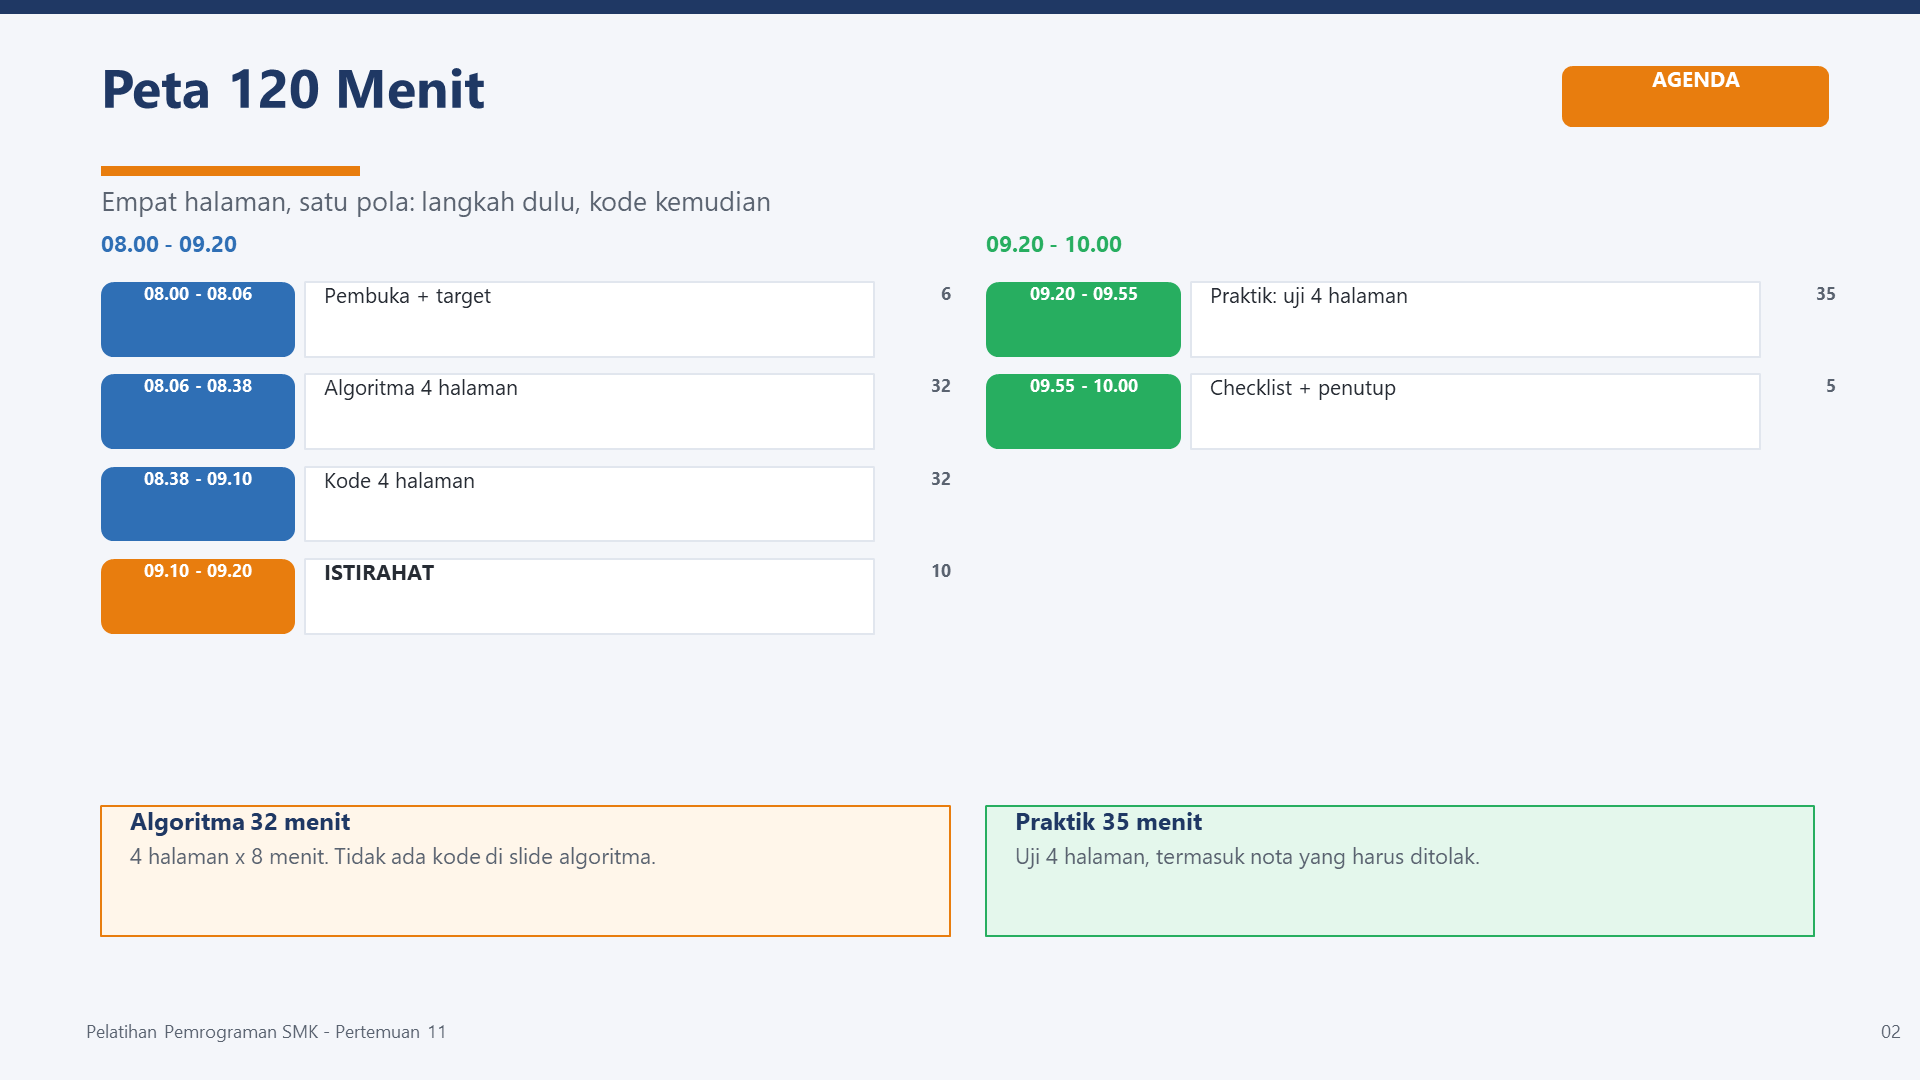 Peta 120 Menit
AGENDA
Empat halaman, satu pola: langkah dulu, kode kemudian
08.00 - 09.20
08.00 - 08.06 Pembuka + target 6
08.06 - 08.38 Algoritma 4 halaman 32
08.38 - 09.10 Kode 4 halaman 32
09.10 - 09.20 ISTIRAHAT 10
09.20 - 10.00
09.20 - 09.55 Praktik: uji 4 halaman 35
09.55 - 10.00 Checklist + penutup 5
Algoritma 32 menit
4 halaman x 8 menit. Tidak ada kode di slide algoritma.
Praktik 35 menit
Uji 4 halaman, termasuk nota yang harus ditolak.
Pelatihan Pemrograman SMK - Pertemuan 11
02